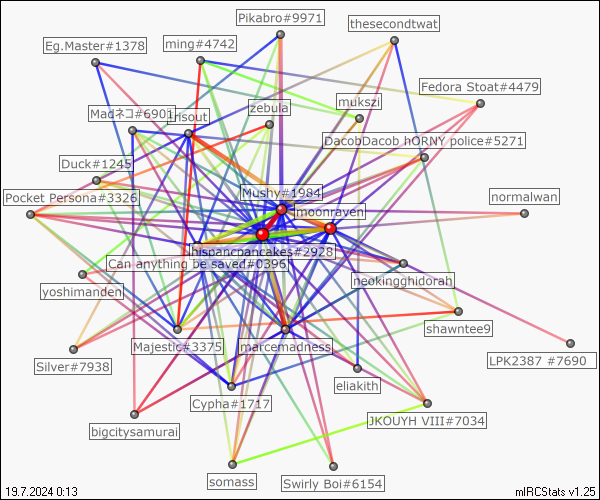 Pikabro#9971
thesecondtwat
Eg.Master#1378
ming#4742
Fedora Stoat#4479
zebula
mukszi
Madネコ#6901
risout
DacobDacob hORNY police#5271
Duck#1245
Mushy#1984
Pocket Persona#3326
moonraven
normalwan
hispancpancakes#2928
Can anything be saved#0396
yoshimandeni
neokingghidorah
shawntee9
Majestic#3375
marcemadness
Silver#7938
LPK2387 #7690
eliakith
Cypha#1717
JKOUYH VIII#7034
bigcitysamurai
somass
Swirly Boi#6154
19.7.2024 0:13
mIRCStats v1.25